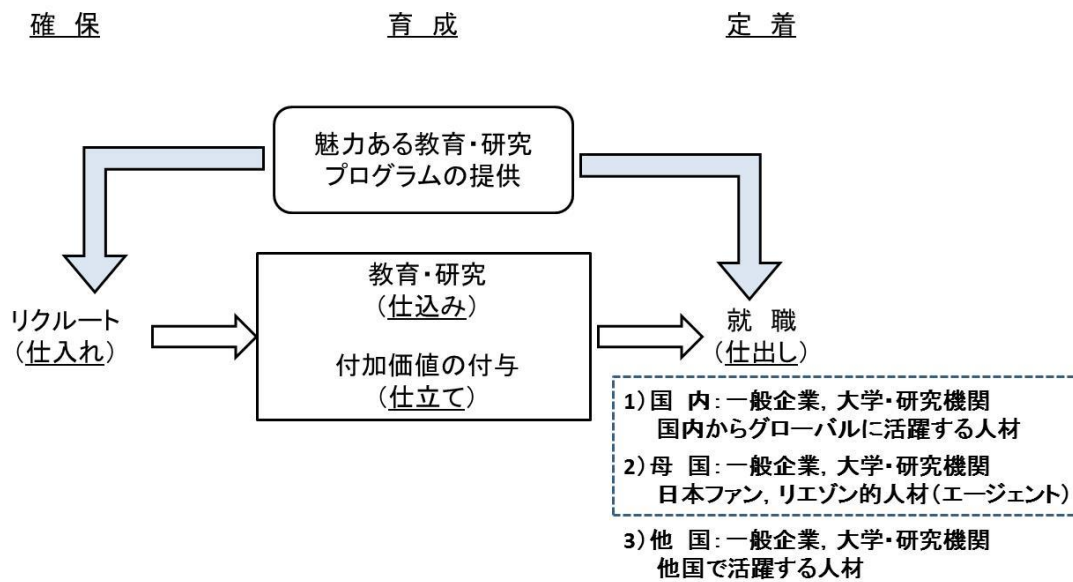 確 保
育 成
定 着
魅力ある教育・研究
プログラムの提供
リクルート
(仕入れ)
教育・研究
(仕込み)
付加価値の付与
(仕立て)
就 職
(仕出し)
1)国 内:一般企業, 大学・研究機関
国内からグローバルに活躍する人材
2)母 国:一般企業, 大学・研究機関
日本ファン, リエゾン的人材(エージェント)
3)他 国:一般企業, 大学・研究機関
他国で活躍する人材